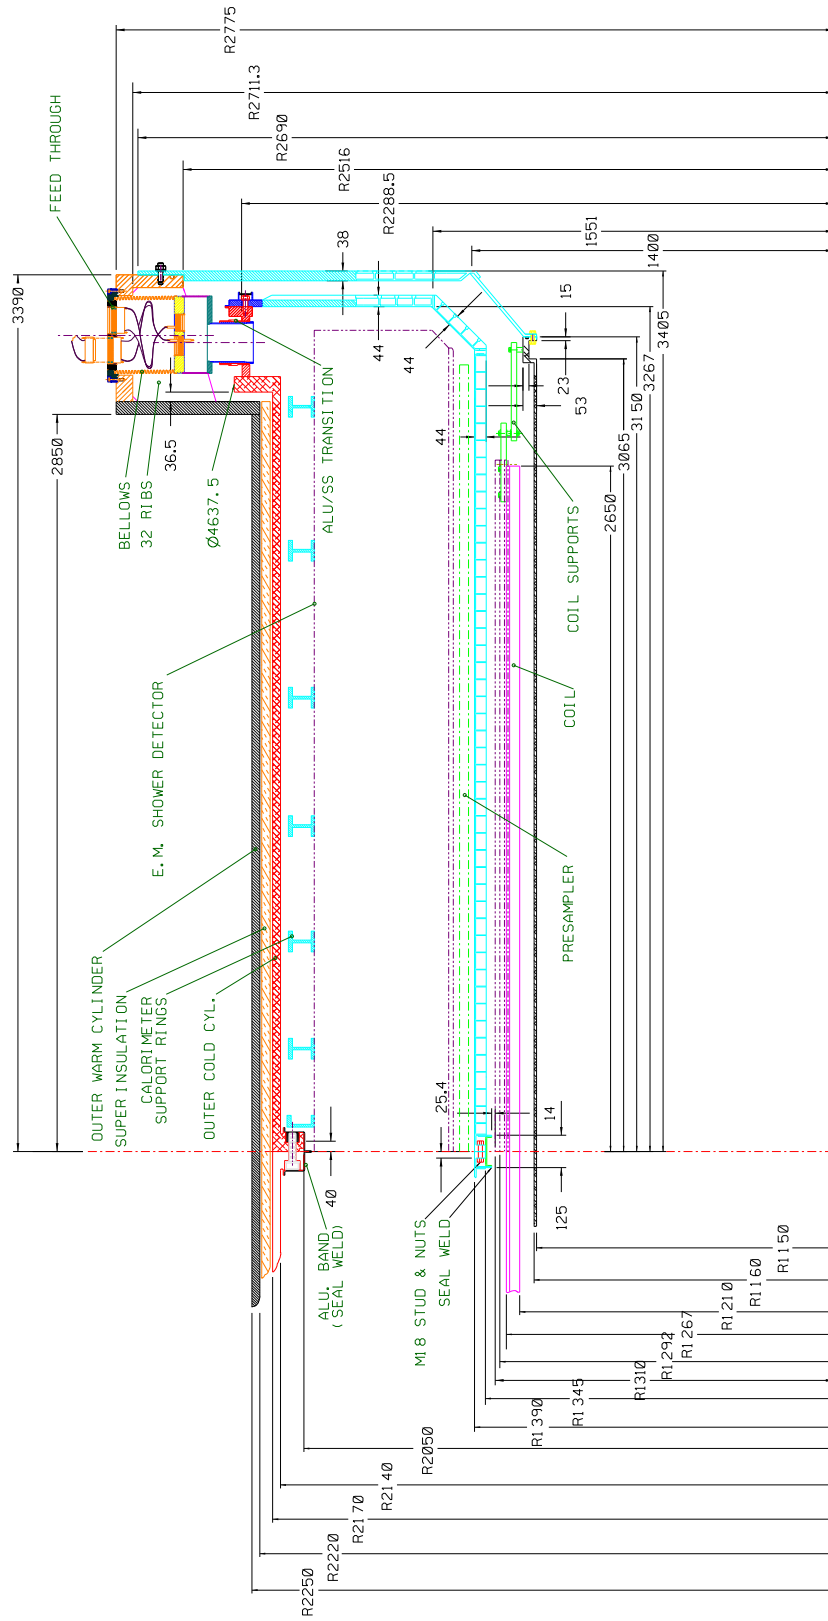 R2775
R2711.3
R2690
R2516
R2288.5
1551
1400
FEED THROUGH
38
3390
3405
3267
3150
3065
2650
15
23
53
44
44
44
2850
36.5
BELLOWS
32 RIBS
Ø4637.5
ALU/SS TRANSITION
COIL SUPPORTS
COIL
E.M. SHOWER DETECTOR
PRESAMPLER
OUTER WARM CYLINDER
SUPER INSULATION
CALORIMETER
SUPPORT RINGS
OUTER COLD CYL.
25.4
14
40
125
ALU. BAND
(SEAL WELD)
M18 STUD & NUTS
SEAL WELD
R1150
R1160
R1210
R1267
R1292
R1310
R1345
R1390
R2050
R2140
R2170
R2220
R2250